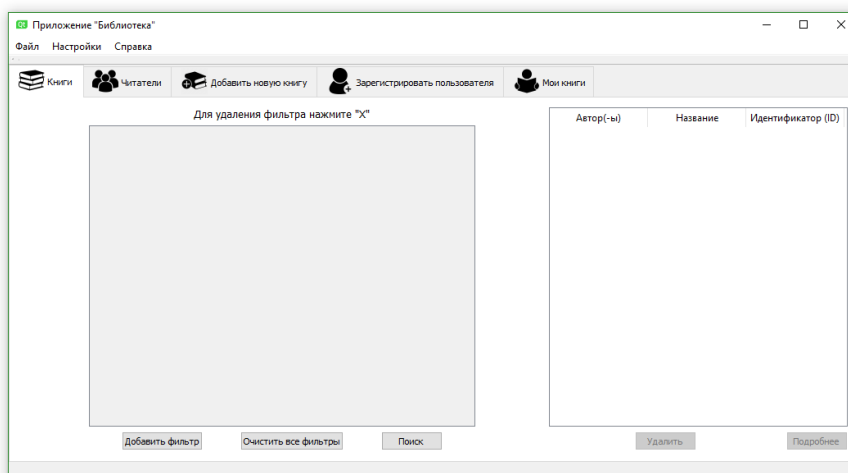 Qt Приложение "Библиотека"
Файл Настройки Справка
Книги Читатели Добавить новую книгу Зарегистрировать пользователя Мои книги
Для удаления фильтра нажмите "X"
Автор(-ы) Название Идентификатор (ID)
Добавить фильтр Очистить все фильтры Поиск Удалить Подробнее